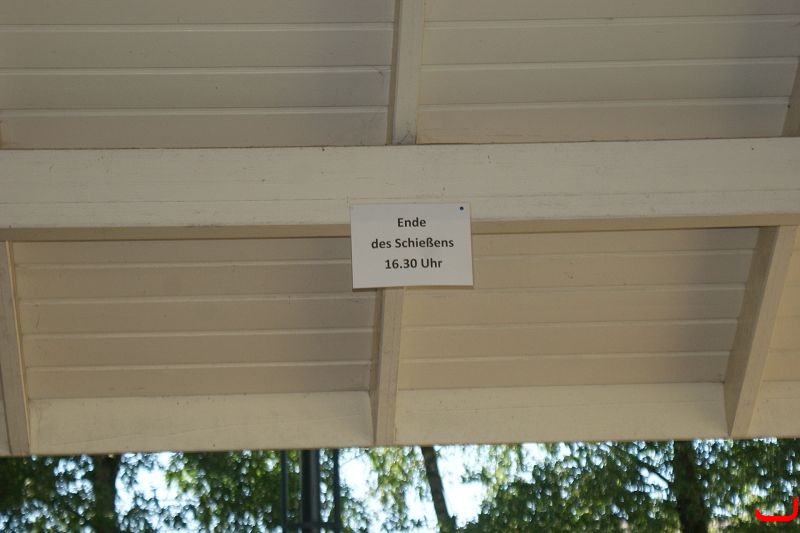 Ende
des Schießens
16.30 Uhr